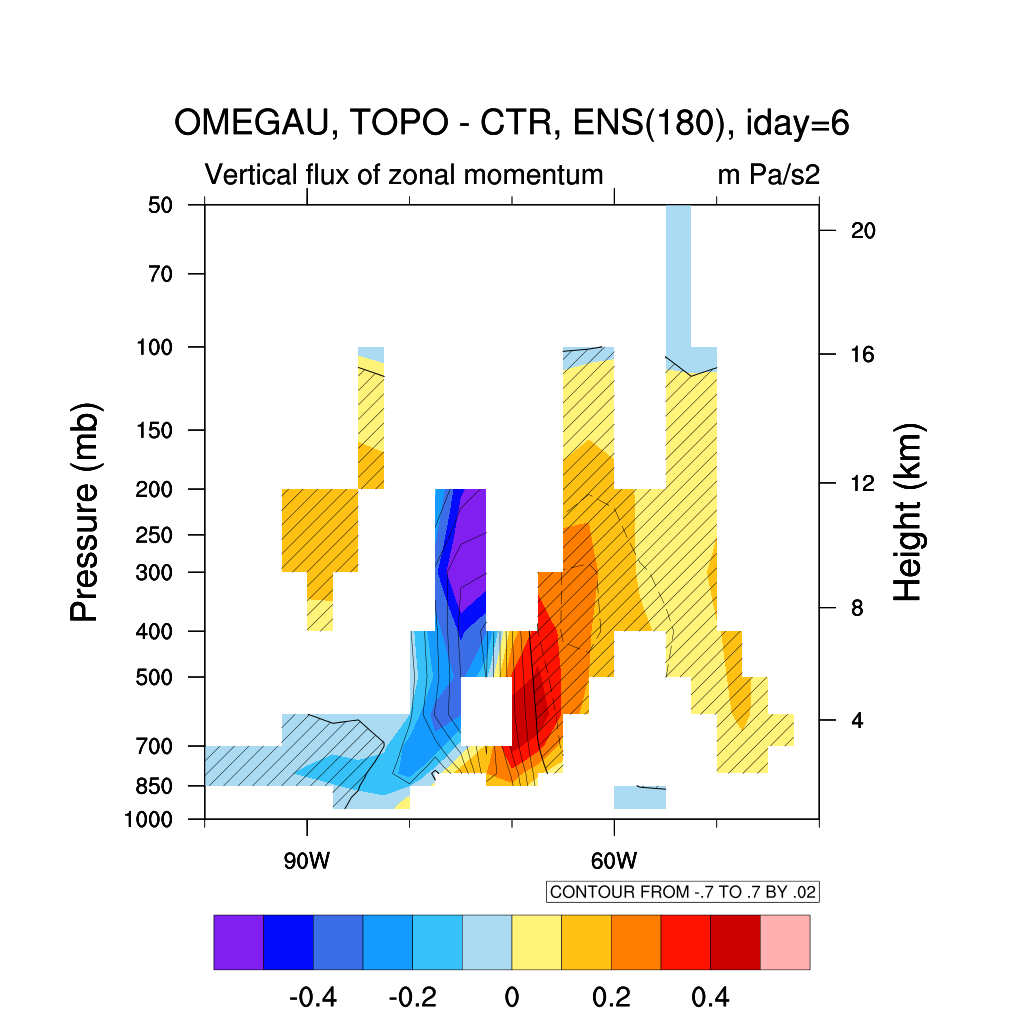 OMEGAU, TOPO - CTR, ENS(180), iday=6
Vertical flux of zonal momentum m Pa/s2
50
70
100
150
200
250
300
400
500
700
850
1000
Pressure (mb)
20
16
12
8
4
Height (km)
90W 60W
CONTOUR FROM -.7 TO .7 BY .02
-0.4 -0.2 0 0.2 0.4